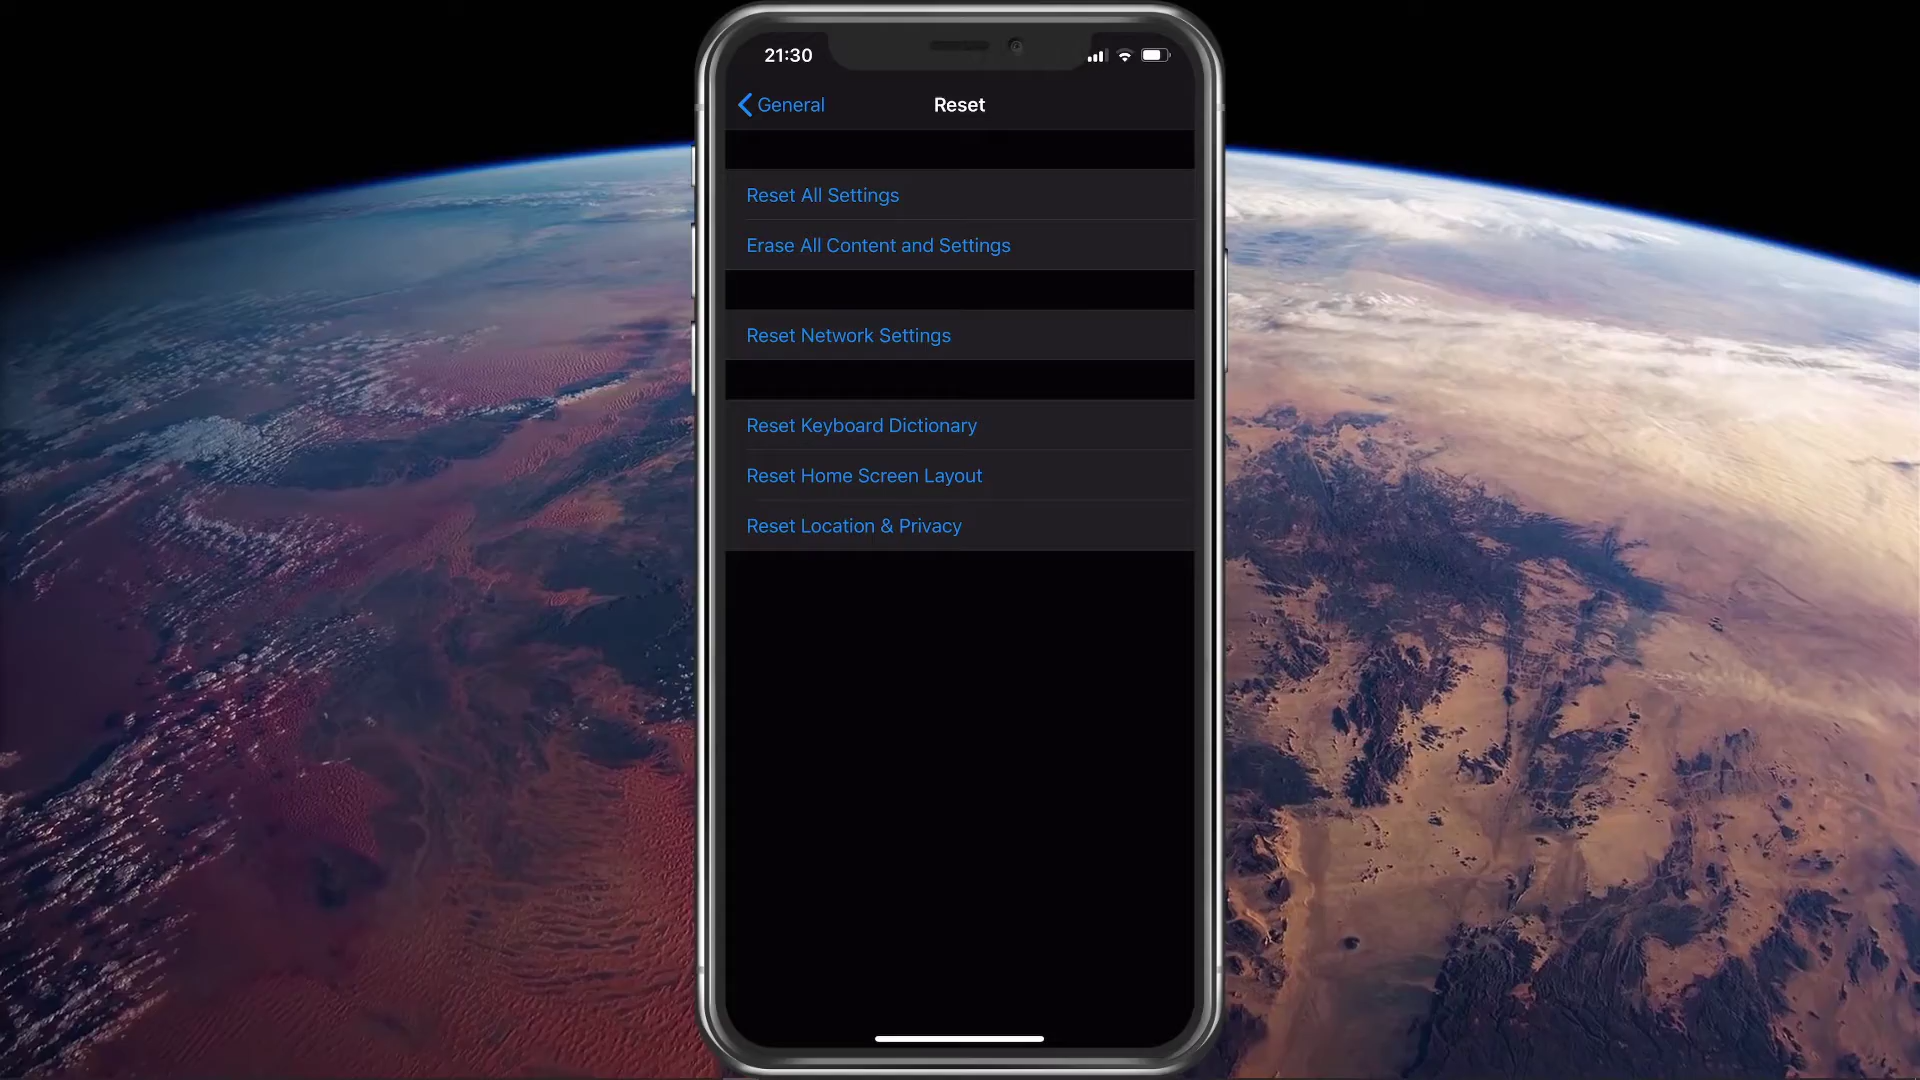 21:30
General
Reset
Reset All Settings
Erase All Content and Settings
Reset Network Settings
Reset Keyboard Dictionary
Reset Home Screen Layout
Reset Location & Privacy